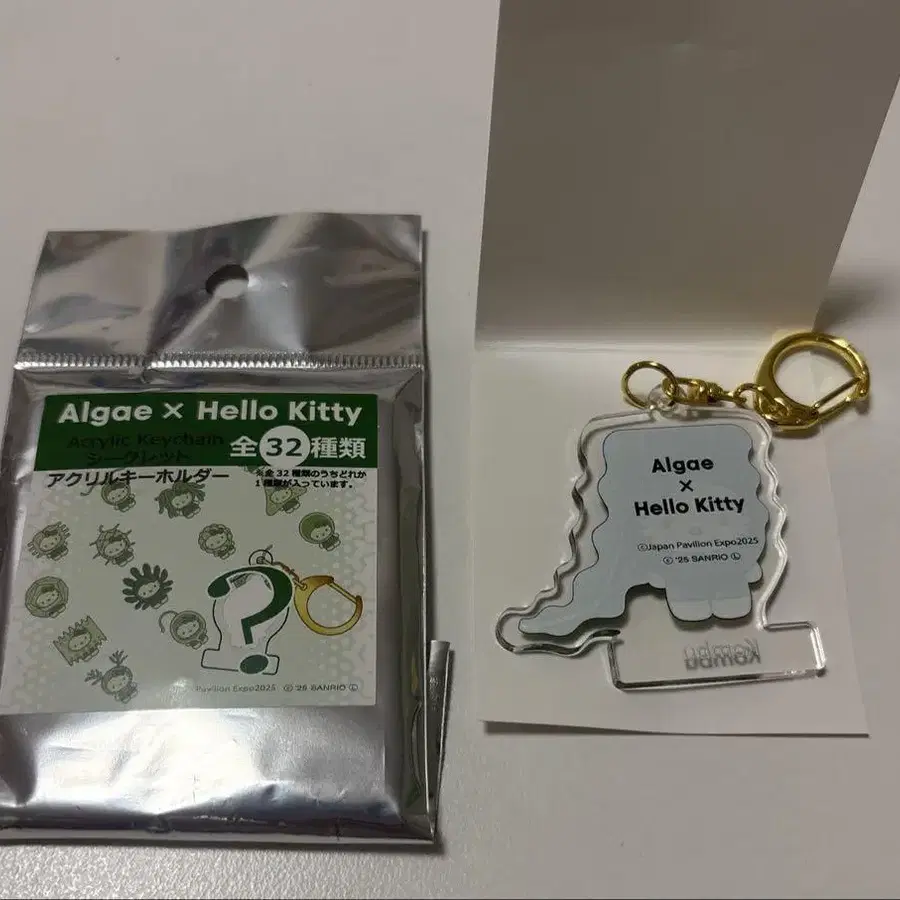 Algae × Hello Kitty
Acrylic Keychain
シークレット
アクリルキーホルダー
全32種類
※全32種類のうちどれか
1種類が入っています。
?
Pavilion Expo2025 © '25 SANRIO Ⓛ
Algae
×
Hello Kitty
©Japan Pavilion Expo2025
© '25 SANRIO Ⓛ
Kombu